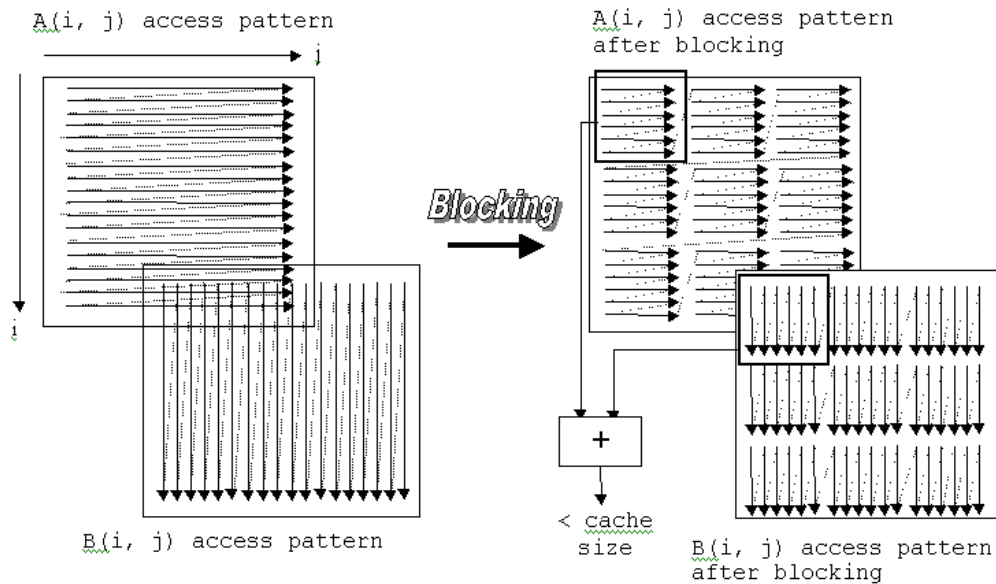 A(i, j) access pattern
j
i
B(i, j) access pattern
Blocking
A(i, j) access pattern
after blocking
+
< cache
size
B(i, j) access pattern
after blocking